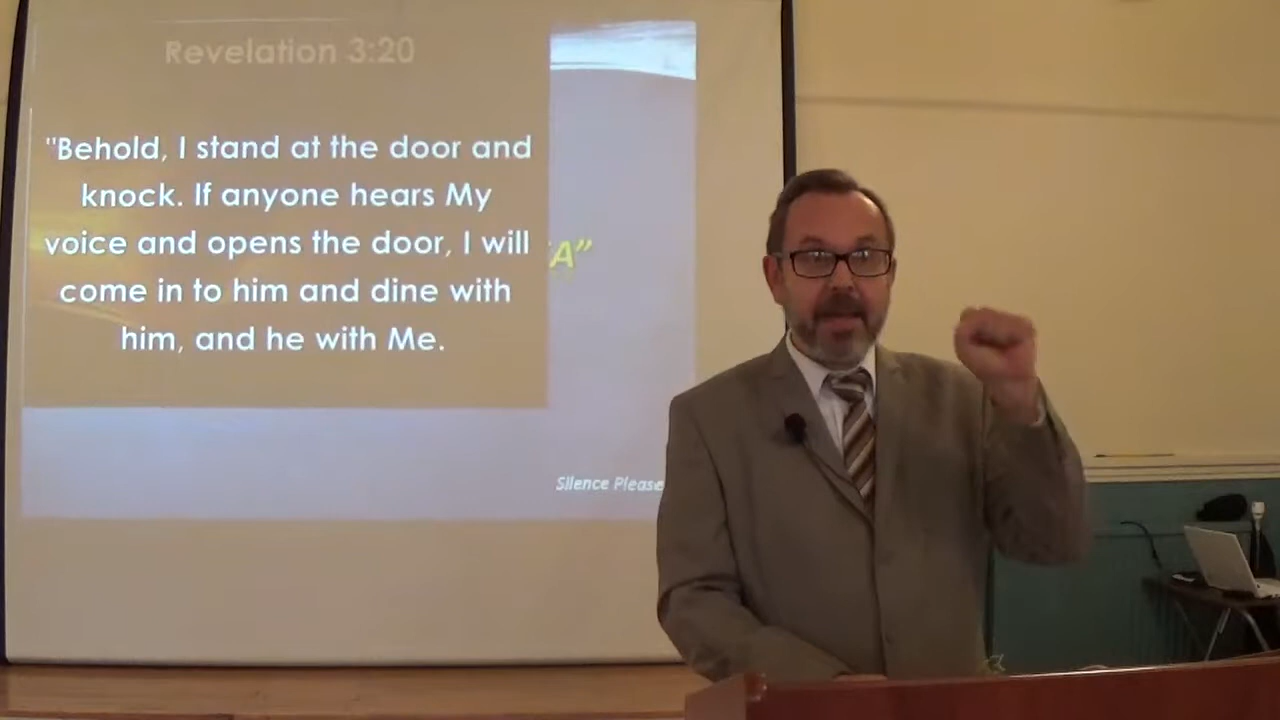 Revelation 3:20
"Behold, I stand at the door and
knock. If anyone hears My
voice and opens the door, I will
come in to him and dine with
him, and he with Me.
A"
Silence Please